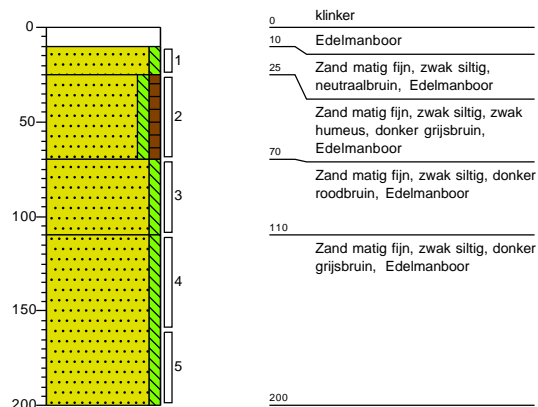 0
50
100
150
200
1
2
3
4
5
0
klinker
10
Edelmanboor
25
Zand matig fijn, zwak siltig,
neutraalbruin, Edelmanboor
Zand matig fijn, zwak siltig, zwak
humeus, donker grijsbruin,
Edelmanboor
70
Zand matig fijn, zwak siltig, donker
roodbruin, Edelmanboor
110
Zand matig fijn, zwak siltig, donker
grijsbruin, Edelmanboor
200